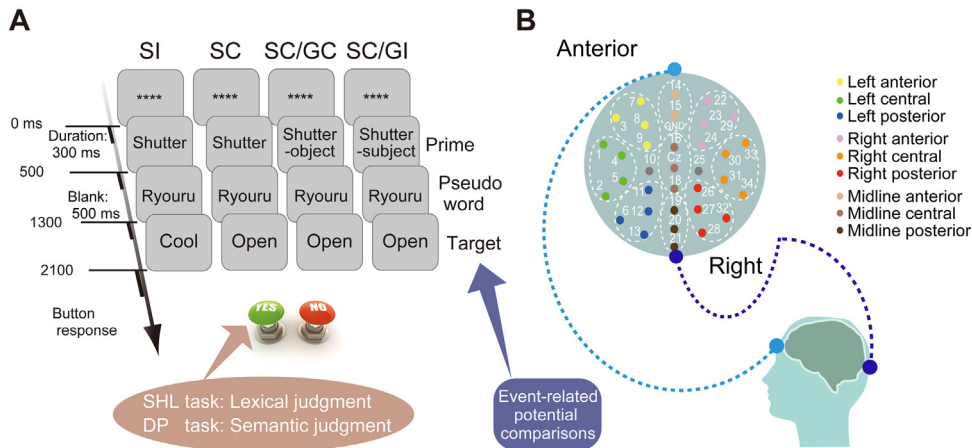 A
SI SC SC/GC SC/GI
**** **** **** ****
0 ms
Duration:
300 ms
Shutter Shutter Shutter
-object Shutter
-subject Prime
500
Ryouru Ryouru Ryouru Ryouru Pseudo
word
Blank:
500 ms
1300
Cool Open Open Open Target
2100
Button
response
YES NO
SHL task: Lexical judgment
DP task: Semantic judgment
Event-related
potential
comparisons
B
Anterior
14
15
GND
16
Cz
18
19
20
21
7
8
3
9
1
4
5
2
10
11
6
12
13
22
23
29
24
25
33
30
31
34
26
27
32
28
Right
Left anterior
Left central
Left posterior
Right anterior
Right central
Right posterior
Midline anterior
Midline central
Midline posterior